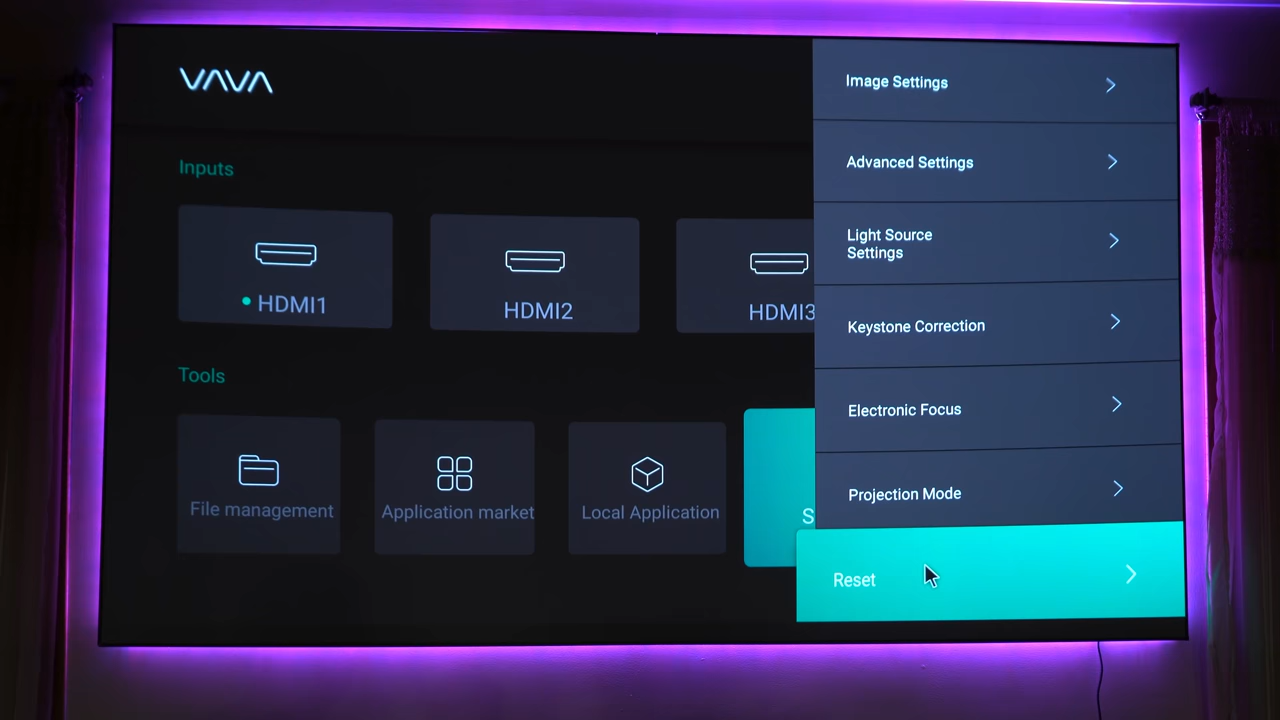 VAVA
Inputs
HDMI1
HDMI2
HDMI3
Tools
File management
Application market
Local Application
S
Image Settings
Advanced Settings
Light Source
Settings
Keystone Correction
Electronic Focus
Projection Mode
Reset